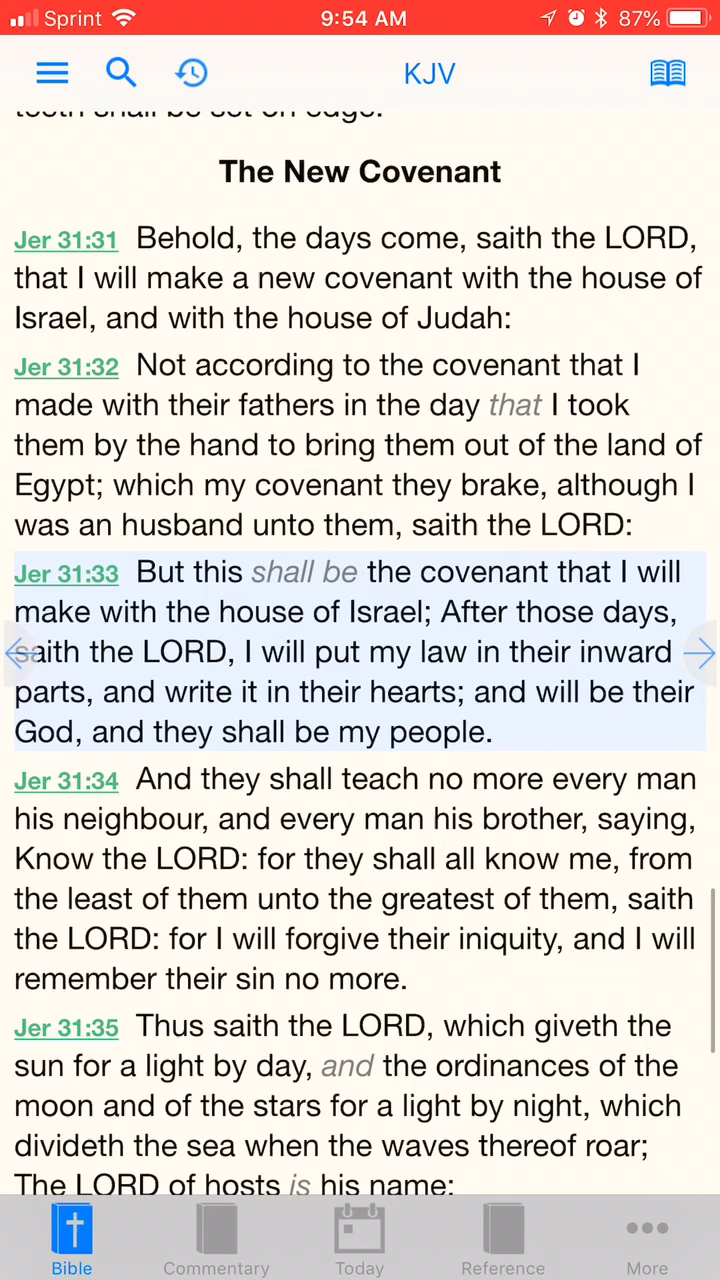 Sprint 9:54 AM 87%
KJV
teeth shall be set on edge.
The New Covenant
Jer 31:31 Behold, the days come, saith the LORD,
that I will make a new covenant with the house of
Israel, and with the house of Judah:
Jer 31:32 Not according to the covenant that I
made with their fathers in the day that I took
them by the hand to bring them out of the land of
Egypt; which my covenant they brake, although I
was an husband unto them, saith the LORD:
Jer 31:33 But this shall be the covenant that I will
make with the house of Israel; After those days,
saith the LORD, I will put my law in their inward
parts, and write it in their hearts; and will be their
God, and they shall be my people.
Jer 31:34 And they shall teach no more every man
his neighbour, and every man his brother, saying,
Know the LORD: for they shall all know me, from
the least of them unto the greatest of them, saith
the LORD: for I will forgive their iniquity, and I will
remember their sin no more.
Jer 31:35 Thus saith the LORD, which giveth the
sun for a light by day, and the ordinances of the
moon and of the stars for a light by night, which
divideth the sea when the waves thereof roar;
The LORD of hosts is his name:
Bible Commentary Today Reference More